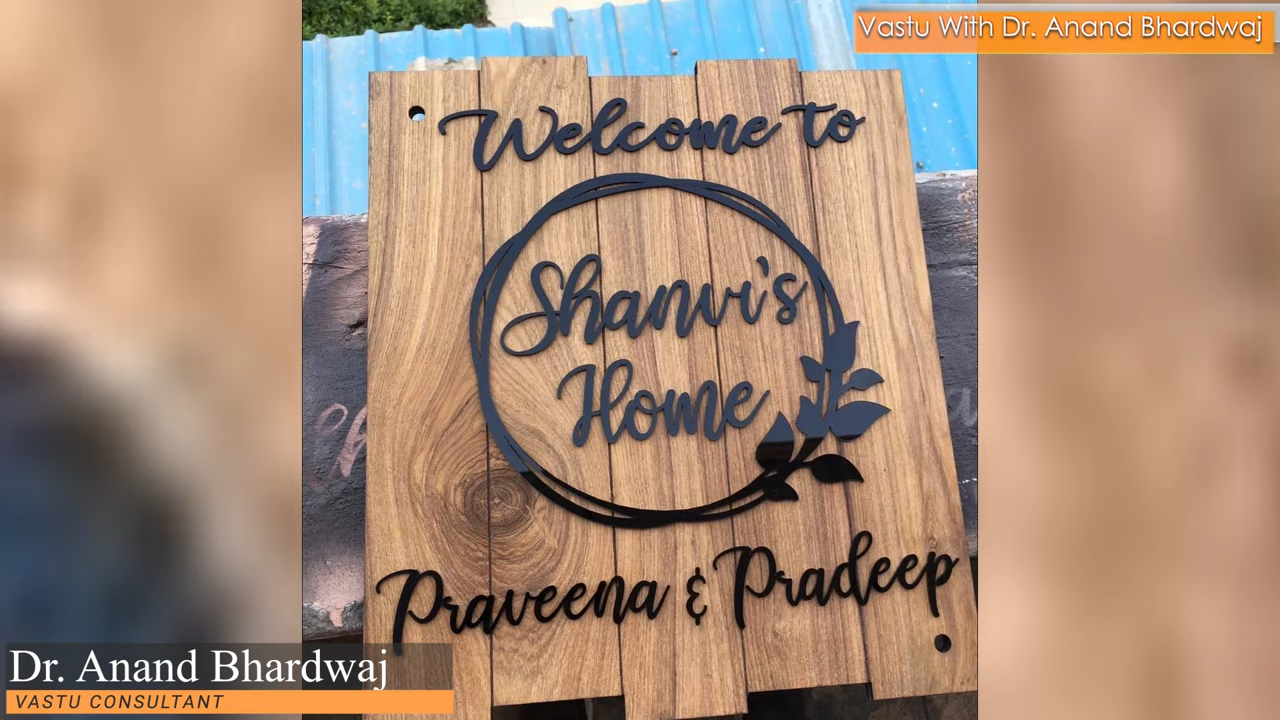 Vastu With Dr. Anand Bhardwaj
Welcome to
Shanvi's
Home
Praveena & Pradeep
Dr. Anand Bhardwaj
VASTU CONSULTANT